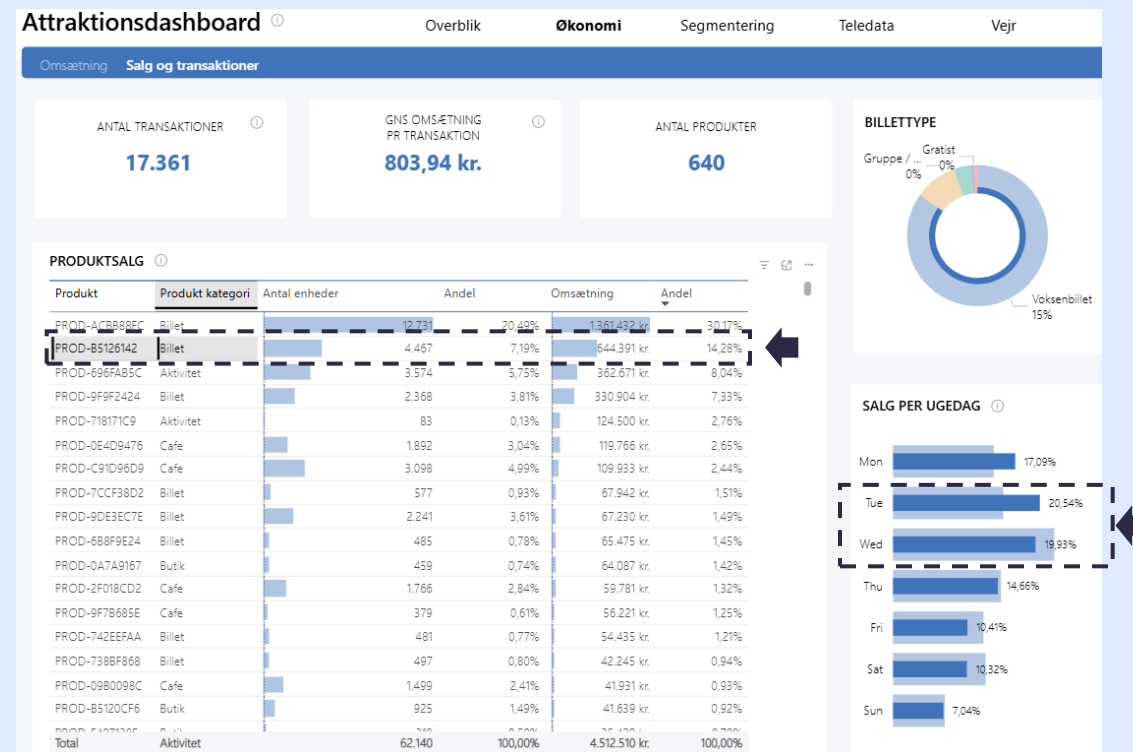 Attraktionsdashboard
Overblik Økonomi Segmentering Teledata Vejr
Omsætning Salg og transaktioner
ANTAL TRANSAKTIONER
17.361
GNS OMSÆTNING
PR TRANSAKTION
803,94 kr.
ANTAL PRODUKTER
640
BILLETTYPE
Gratist
0%
Gruppe / ...
0%
Voksenbillet
15%
PRODUKTSALG
Produkt Produkt kategori Antal enheder Andel Omsætning Andel
PROD-ACBB88EC Billet 12.731 20,49% 1.361.432 kr. 30,17%
PROD-B5126142 Billet 4.467 7,19% 644.391 kr. 14,28%
PROD-696FAB5C Aktivitet 3.574 5,75% 362.671 kr. 8,04%
PROD-9F9F2424 Billet 2.368 3,81% 330.904 kr. 7,33%
PROD-718171C9 Aktivitet 83 0,13% 124.500 kr. 2,76%
PROD-0E4D9476 Cafe 1.892 3,04% 119.766 kr. 2,65%
PROD-C91D96D9 Cafe 3.098 4,99% 109.933 kr. 2,44%
PROD-7CCF38D2 Billet 577 0,93% 67.942 kr. 1,51%
PROD-9DE3EC7E Billet 2.241 3,61% 67.230 kr. 1,49%
PROD-6B8F9E24 Billet 485 0,78% 65.475 kr. 1,45%
PROD-0A7A9167 Butik 459 0,74% 64.087 kr. 1,42%
PROD-2F018CD2 Cafe 1.766 2,84% 59.781 kr. 1,32%
PROD-9F7B685E Cafe 379 0,61% 56.221 kr. 1,25%
PROD-742EEFAA Billet 481 0,77% 54.435 kr. 1,21%
PROD-738BF868 Billet 497 0,80% 42.245 kr. 0,94%
PROD-09B0098C Cafe 1.499 2,41% 41.931 kr. 0,93%
PROD-B5120CF6 Butik 925 1,49% 41.639 kr. 0,92%
Total Aktivitet 62.140 100,00% 4.512.510 kr. 100,00%
SALG PER UGEDAG
Mon 17,09%
Tue 20,54%
Wed 19,93%
Thu 14,66%
Fri 10,41%
Sat 10,32%
Sun 7,04%